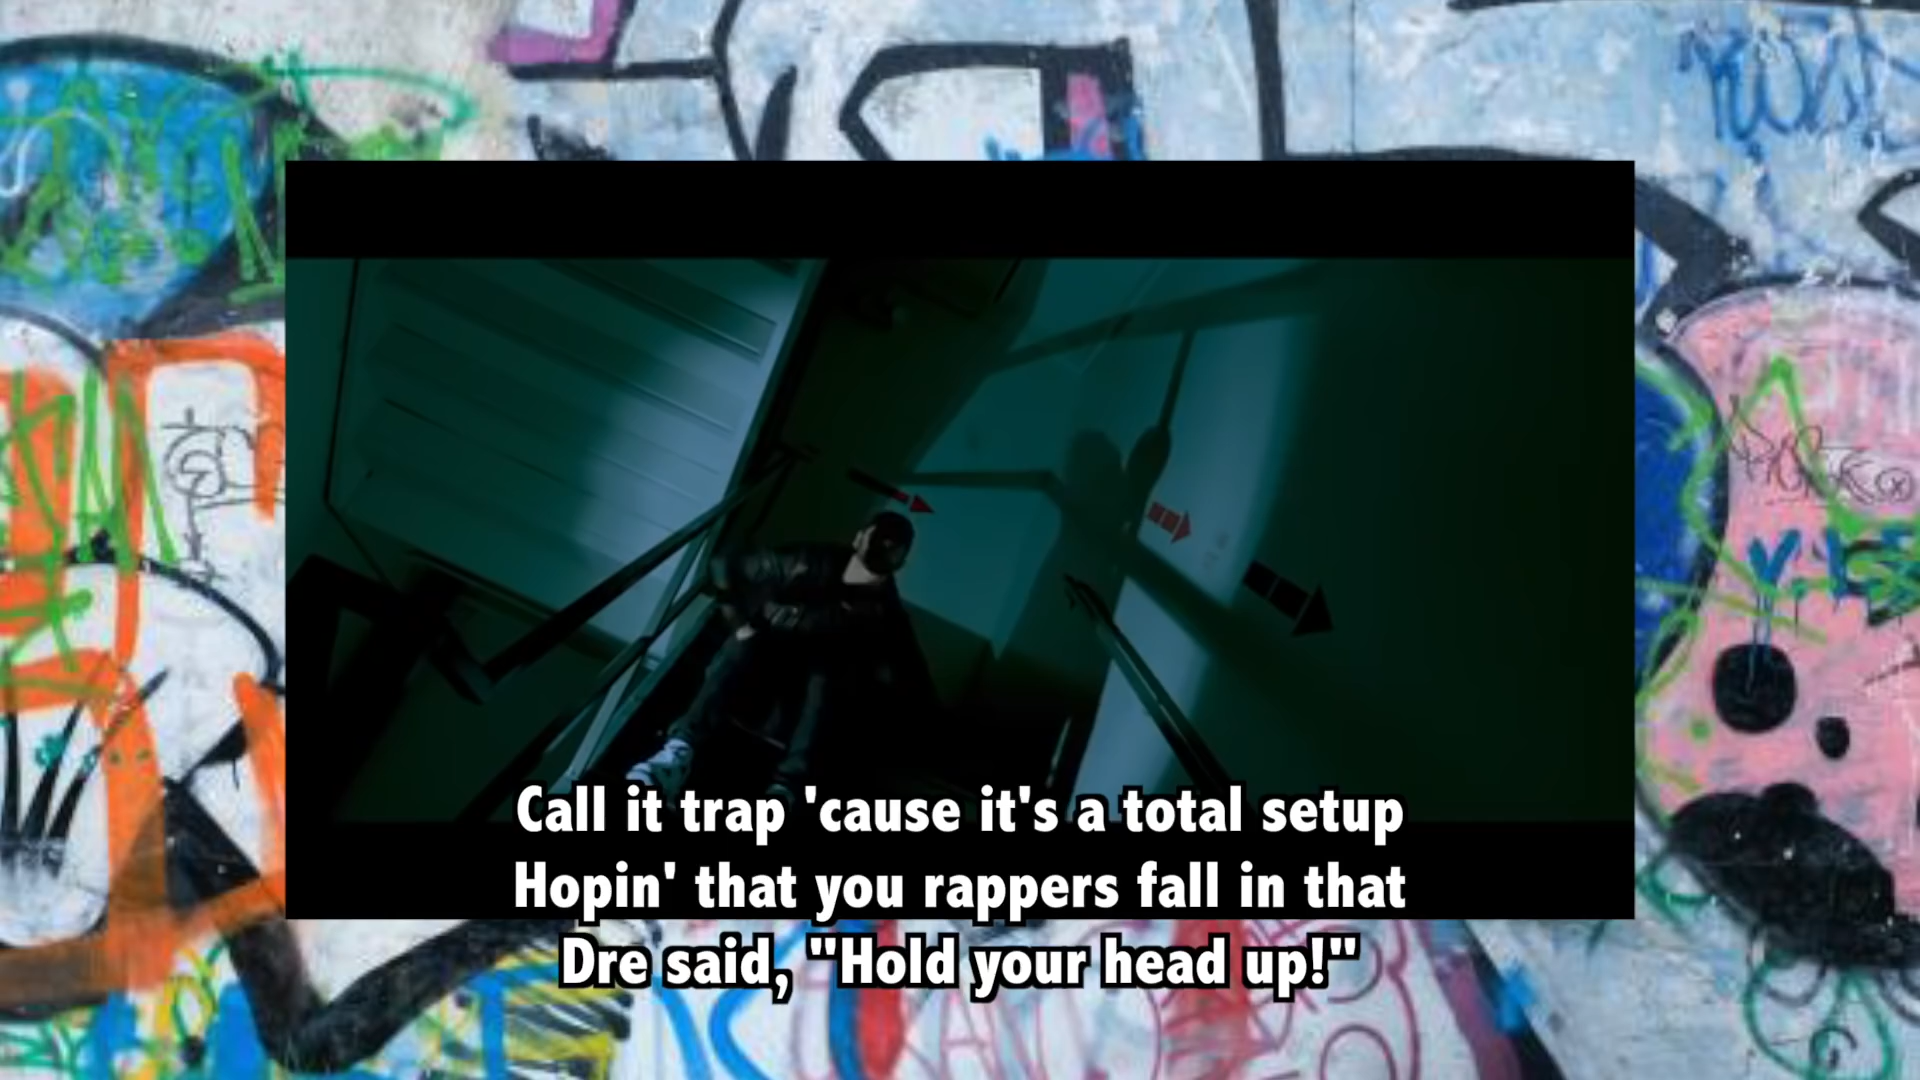 Call it trap 'cause it's a total setup
Hopin' that you rappers fall in that
Dre said, "Hold your head up!"